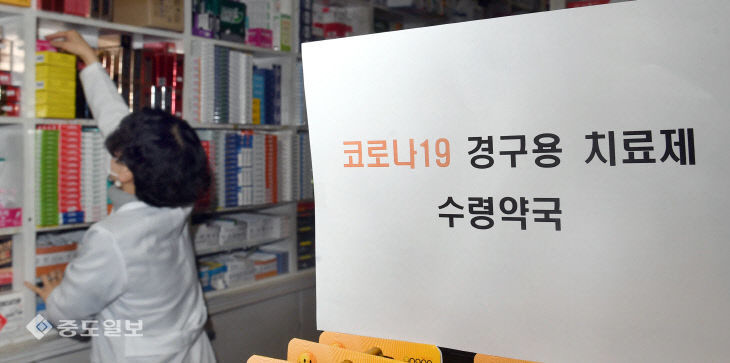 코로나19 경구용 치료제
수령약국
중도일보